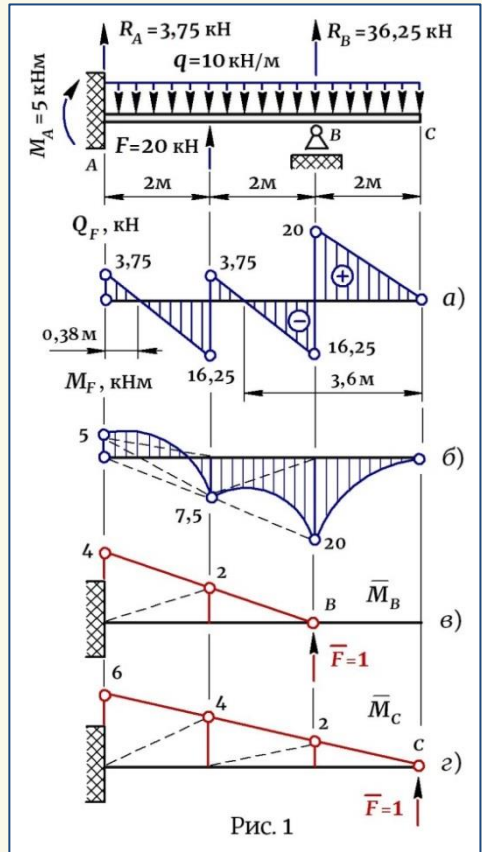 R_A = 3,75 кН R_B = 36,25 кН
q = 10 кН/м
M_A = 5 кНм
A F = 20 кН B C
2м 2м 2м
Q_F , кН 20
3,75 3,75 + а)
0,38 м − 16,25
16,25 3,6 м
M_F , кНм
5 б)
7,5
20
4 2 B M̅_B в)
F̅ = 1
6 4 2 M̅_C C г)
F̅ = 1
Рис. 1